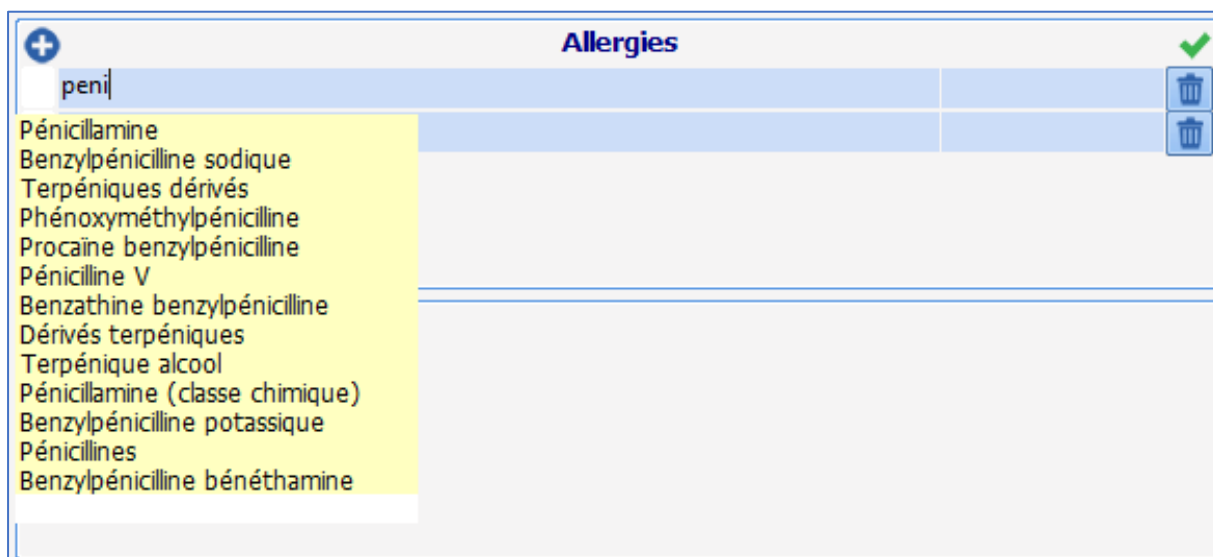 Allergies
peni
Pénicillamine
Benzylpénicilline sodique
Terpéniques dérivés
Phénoxyméthylpénicilline
Procaïne benzylpénicilline
Pénicilline V
Benzathine benzylpénicilline
Dérivés terpéniques
Terpénique alcool
Pénicillamine (classe chimique)
Benzylpénicilline potassique
Pénicillines
Benzylpénicilline bénéthamine